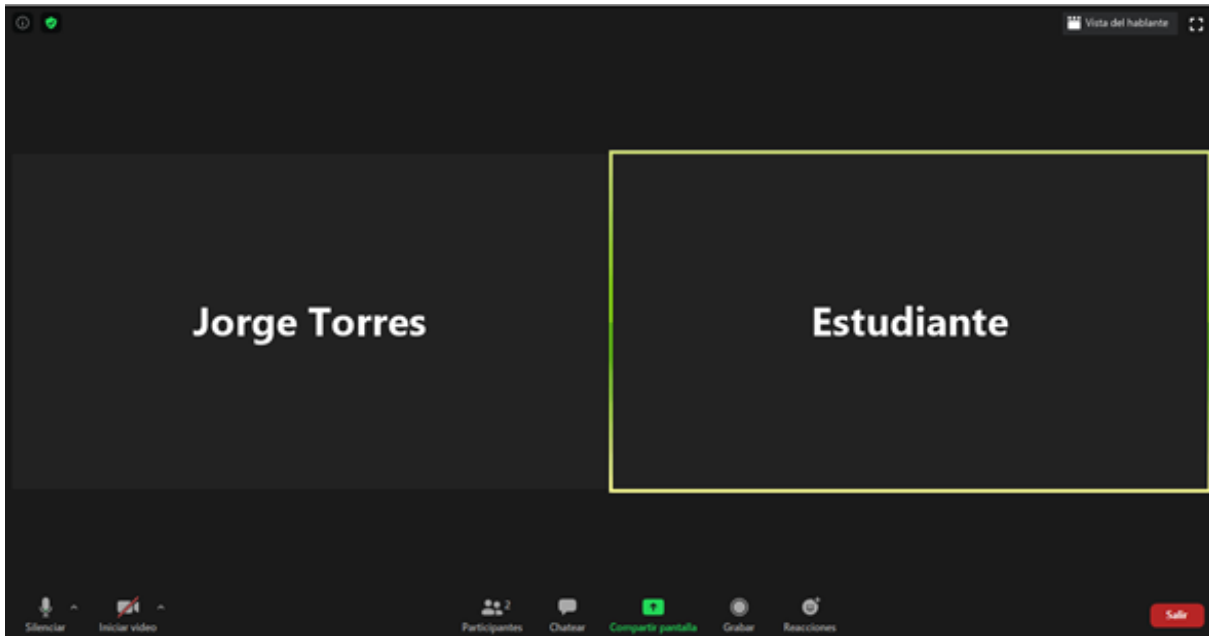 Vista del hablante
Jorge Torres
Estudiante
Silenciar
Iniciar video
Participantes
2
Chatear
Compartir pantalla
Grabar
Reacciones
Salir